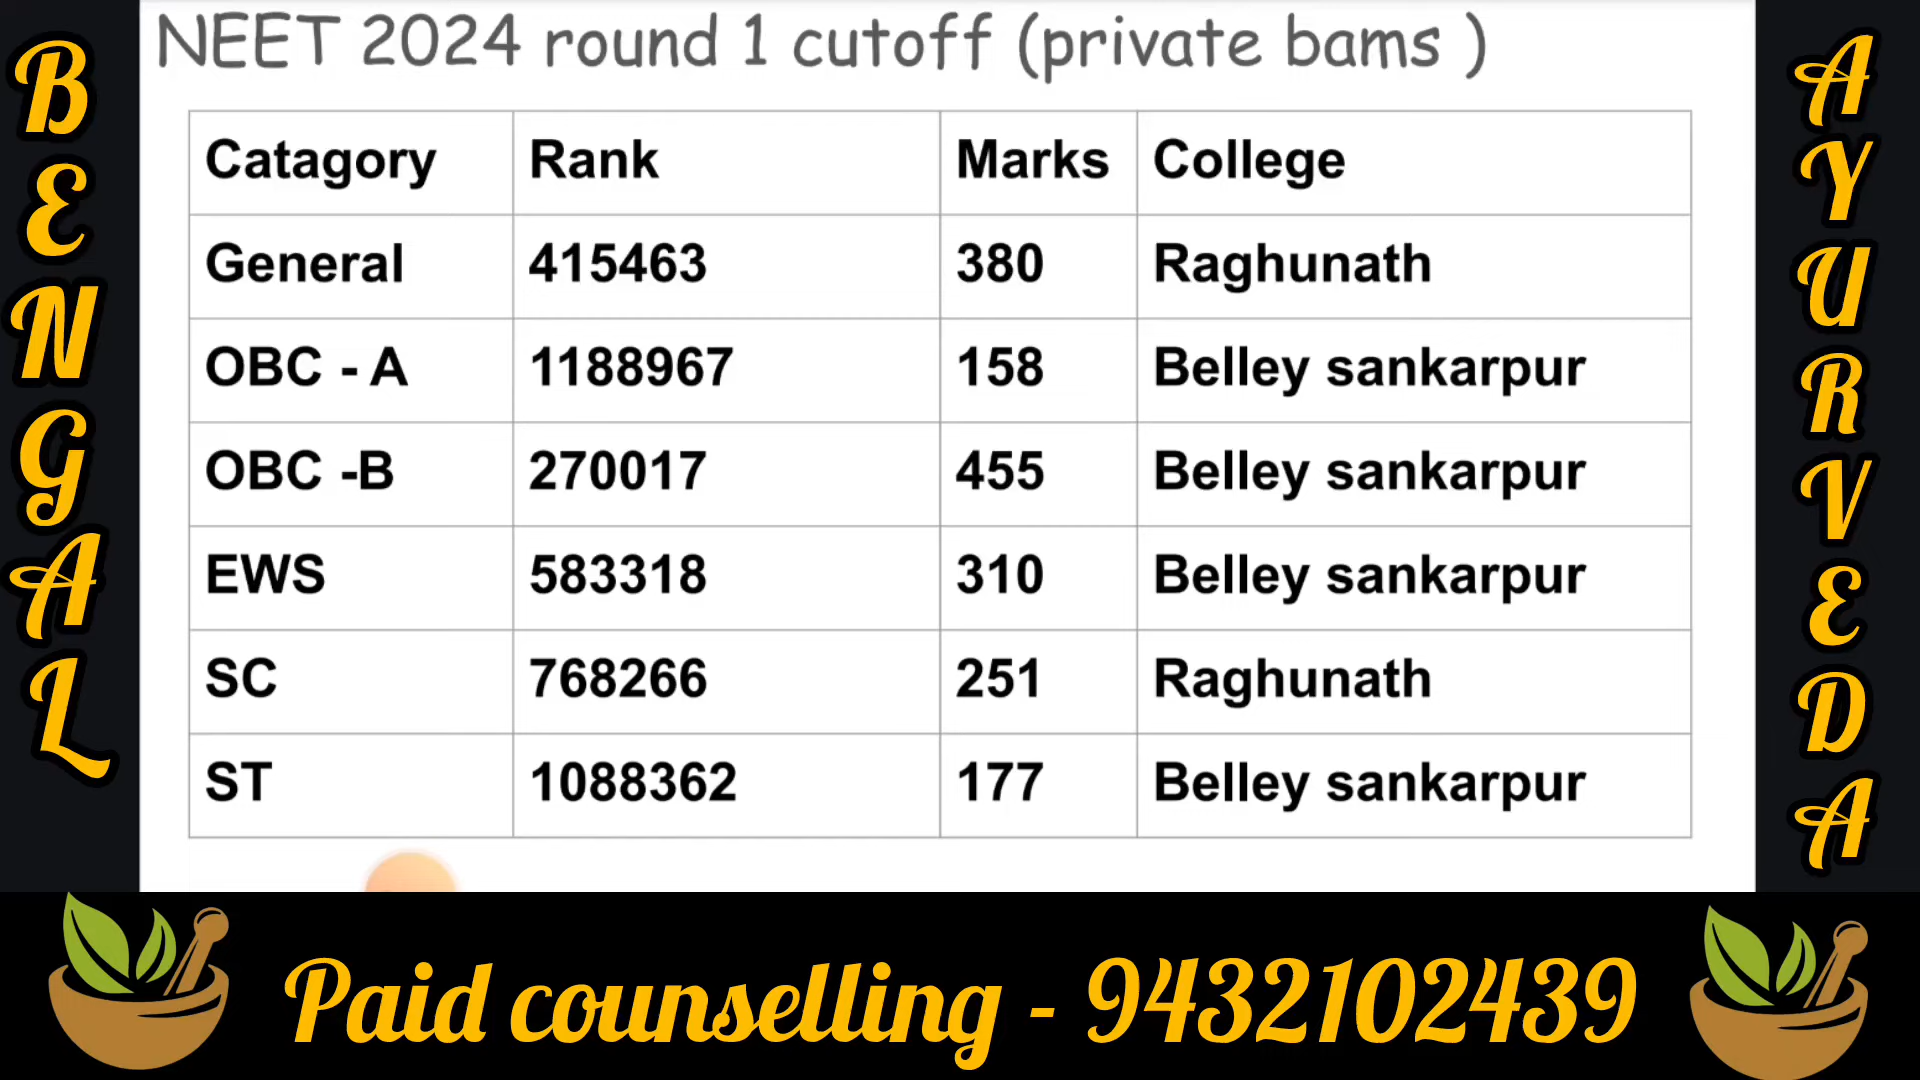 NEET 2024 round 1 cutoff (private bams )
Catagory Rank Marks College
General 415463 380 Raghunath
OBC - A 1188967 158 Belley sankarpur
OBC -B 270017 455 Belley sankarpur
EWS 583318 310 Belley sankarpur
SC 768266 251 Raghunath
ST 1088362 177 Belley sankarpur
BENGAL
AYURVEDA
Paid counselling - 9432102439